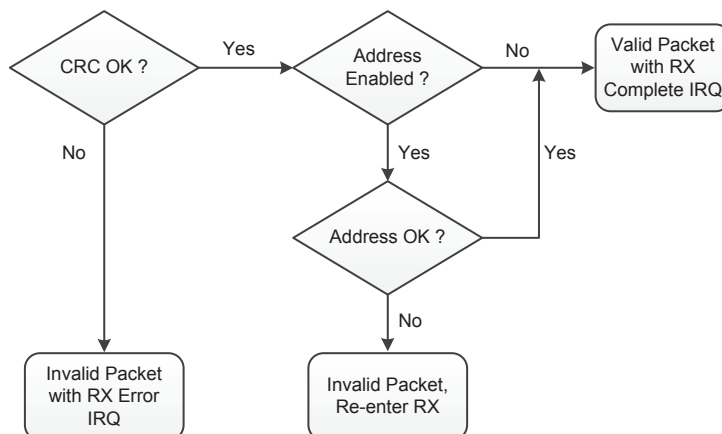 CRC OK ?
Yes
Address
Enabled ?
No
Valid Packet
with RX
Complete IRQ
No
Yes
Yes
Address OK ?
No
Invalid Packet
with RX Error
IRQ
Invalid Packet,
Re-enter RX